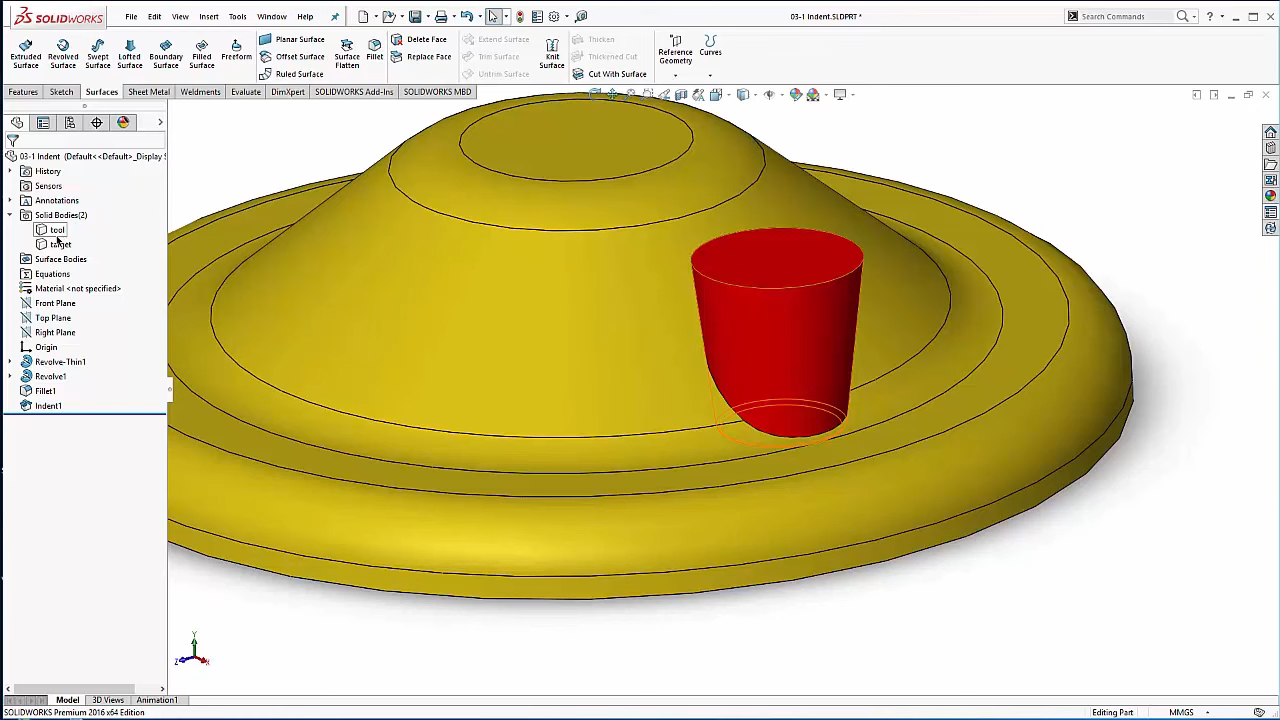 SOLIDWORKS File Edit View Insert Tools Window Help 03-1 Indent.SLDPRT * Search Commands ?
Extruded Surface
Revolved Surface
Swept Surface
Lofted Surface
Boundary Surface
Filled Surface
Freeform
Planar Surface
Offset Surface
Ruled Surface
Surface Flatten
Fillet
Delete Face
Replace Face
Extend Surface
Trim Surface
Untrim Surface
Knit Surface
Thicken
Thickened Cut
Cut With Surface
Reference Geometry
Curves
Features Sketch Surfaces Sheet Metal Weldments Evaluate DimXpert SOLIDWORKS Add-Ins SOLIDWORKS MBD
03-1 Indent (Default<<Default>_Display S
History
Sensors
Annotations
Solid Bodies(2)
tool
target
Surface Bodies
Equations
Material <not specified>
Front Plane
Top Plane
Right Plane
Origin
Revolve-Thin1
Revolve1
Fillet1
Indent1
Y
Z X
Model 3D Views Animation1
SOLIDWORKS Premium 2016 x64 Edition Editing Part MMGS